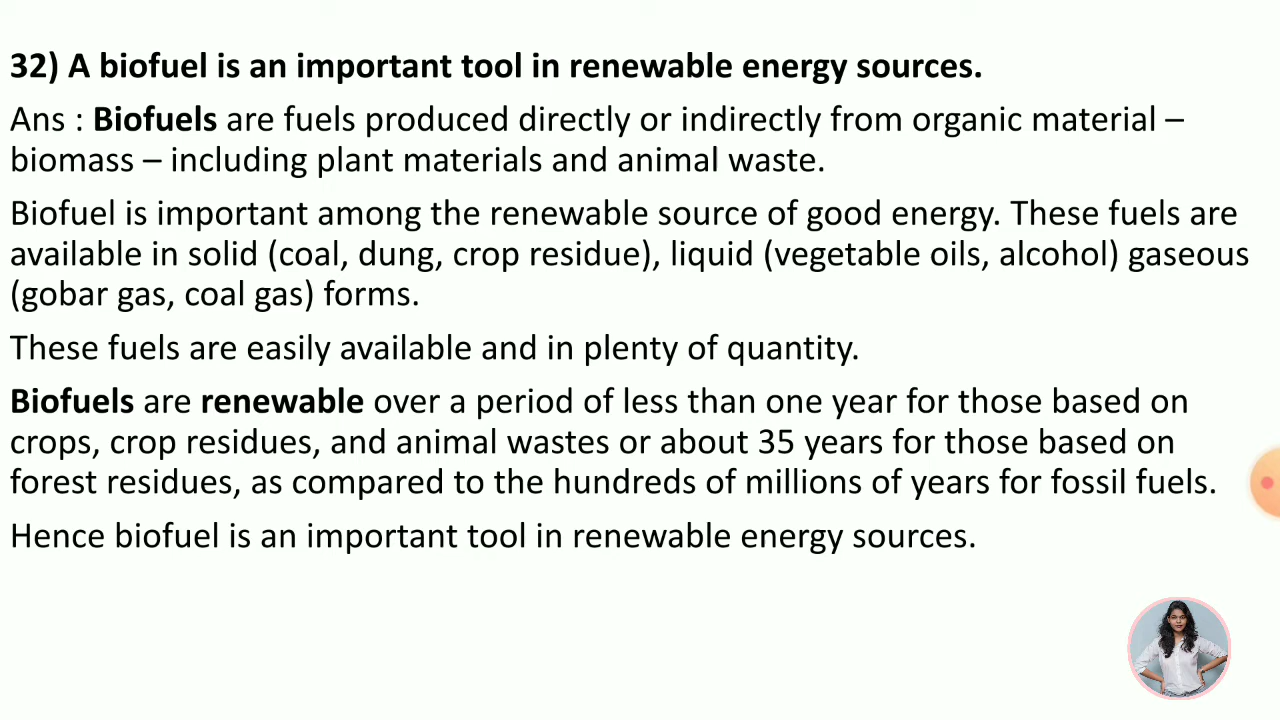 32) A biofuel is an important tool in renewable energy sources.
Ans : Biofuels are fuels produced directly or indirectly from organic material –
biomass – including plant materials and animal waste.
Biofuel is important among the renewable source of good energy. These fuels are
available in solid (coal, dung, crop residue), liquid (vegetable oils, alcohol) gaseous
(gobar gas, coal gas) forms.
These fuels are easily available and in plenty of quantity.
Biofuels are renewable over a period of less than one year for those based on
crops, crop residues, and animal wastes or about 35 years for those based on
forest residues, as compared to the hundreds of millions of years for fossil fuels.
Hence biofuel is an important tool in renewable energy sources.